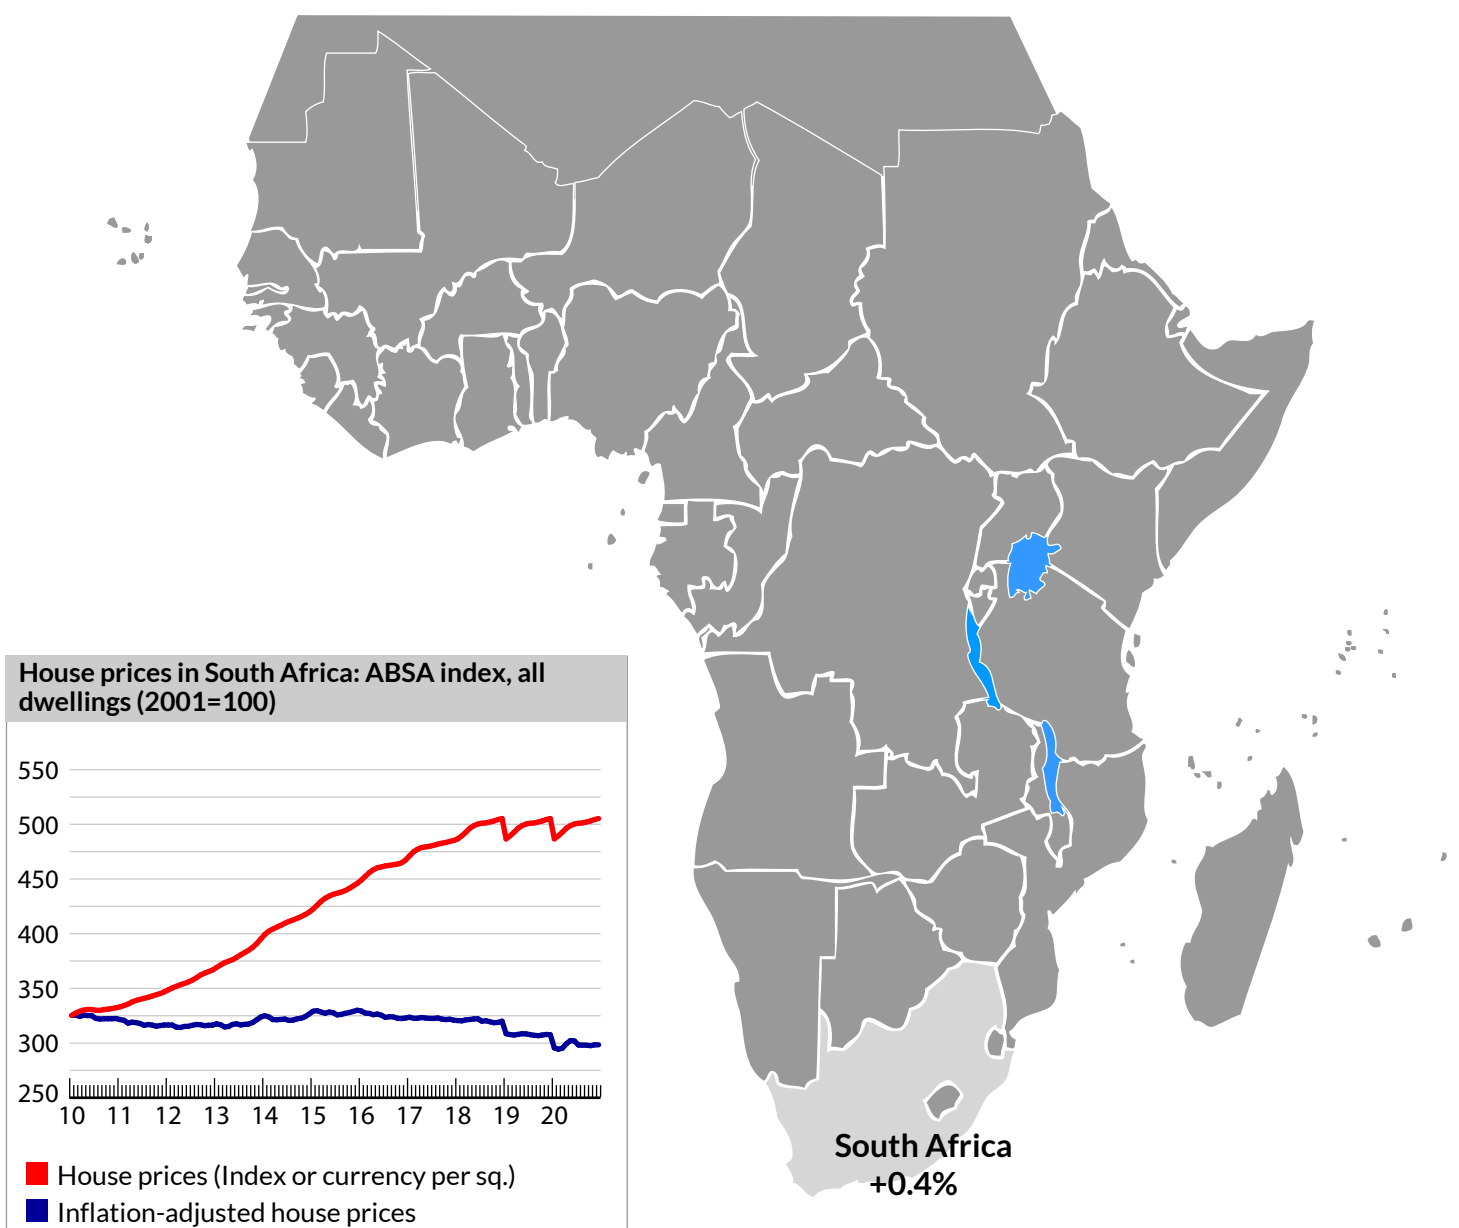 House prices in South Africa: ABSA index, all
dwellings (2001=100)
550
500
450
400
350
300
250
10 11 12 13 14 15 16 17 18 19 20
House prices (Index or currency per sq.)
Inflation-adjusted house prices
South Africa
+0.4%